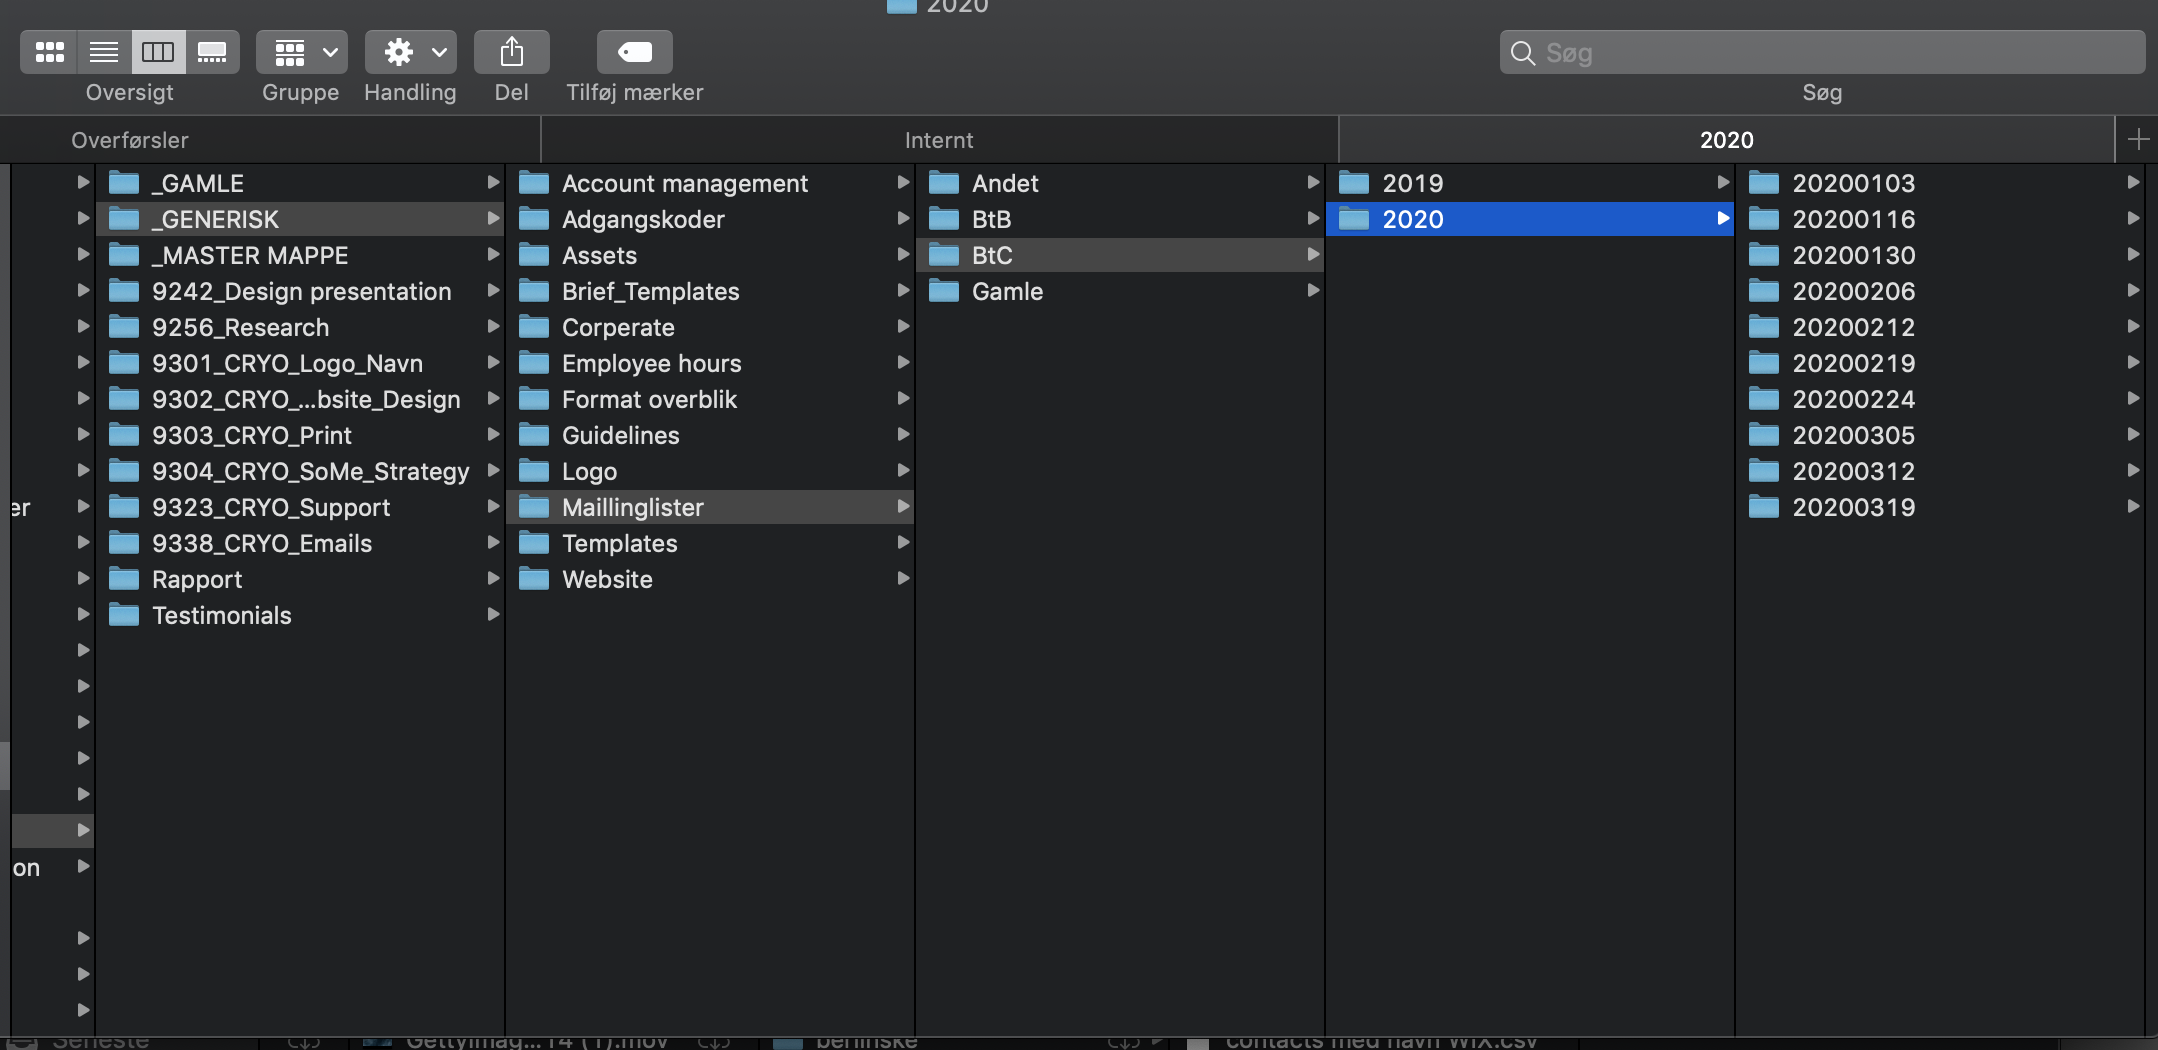 2020
Oversigt
Gruppe
Handling
Del
Tilføj mærker
Søg
Søg
Overførsler
Internt
2020
er
on
_GAMLE
_GENERISK
_MASTER MAPPE
9242_Design presentation
9256_Research
9301_CRYO_Logo_Navn
9302_CRYO_...bsite_Design
9303_CRYO_Print
9304_CRYO_SoMe_Strategy
9323_CRYO_Support
9338_CRYO_Emails
Rapport
Testimonials
Account management
Adgangskoder
Assets
Brief_Templates
Corperate
Employee hours
Format overblik
Guidelines
Logo
Maillinglister
Templates
Website
Andet
BtB
BtC
Gamle
2019
2020
20200103
20200116
20200130
20200206
20200212
20200219
20200224
20200305
20200312
20200319
Seneste
GettyImag...14 (1).mov
berlinske
contacts med navn WIX.csv